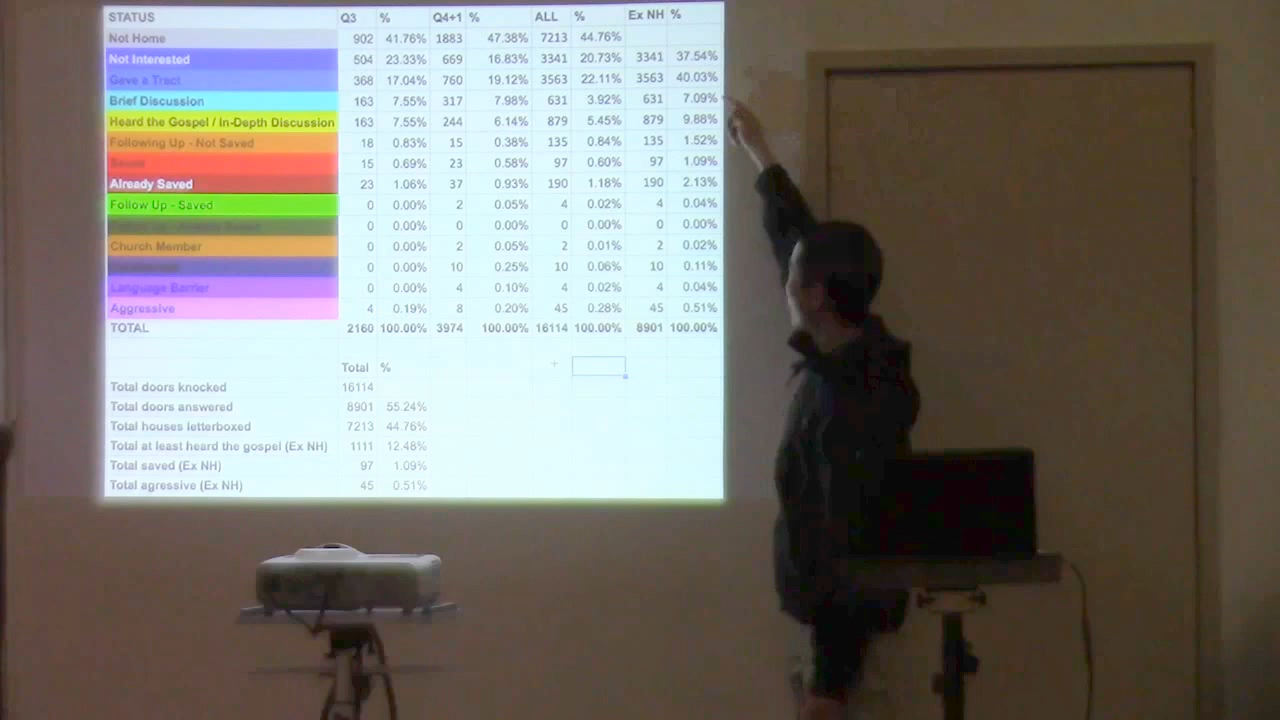 STATUS Q3 % Q4+1 % ALL % Ex NH %
Not Home 902 41.76% 1883 47.38% 7213 44.76%
Not Interested 504 23.33% 669 16.83% 3341 20.73% 3341 37.54%
Gave a Tract 368 17.04% 760 19.12% 3563 22.11% 3563 40.03%
Brief Discussion 163 7.55% 317 7.98% 631 3.92% 631 7.09%
Heard the Gospel / In-Depth Discussion 163 7.55% 244 6.14% 879 5.45% 879 9.88%
Following Up - Not Saved 18 0.83% 15 0.38% 135 0.84% 135 1.52%
15 0.69% 23 0.58% 97 0.60% 97 1.09%
Already Saved 23 1.06% 37 0.93% 190 1.18% 190 2.13%
Follow Up - Saved 0 0.00% 2 0.05% 4 0.02% 4 0.04%
0 0.00% 0 0.00% 0 0.00% 0 0.00%
Church Member 0 0.00% 2 0.05% 2 0.01% 2 0.02%
0 0.00% 10 0.25% 10 0.06% 10 0.11%
Language Barrier 0 0.00% 4 0.10% 4 0.02% 4 0.04%
Aggressive 4 0.19% 8 0.20% 45 0.28% 45 0.51%
TOTAL 2160 100.00% 3974 100.00% 16114 100.00% 8901 100.00%
Total %
Total doors knocked 16114
Total doors answered 8901 55.24%
Total houses letterboxed 7213 44.76%
Total at least heard the gospel (Ex NH) 1111 12.48%
Total saved (Ex NH) 97 1.09%
Total agressive (Ex NH) 45 0.51%